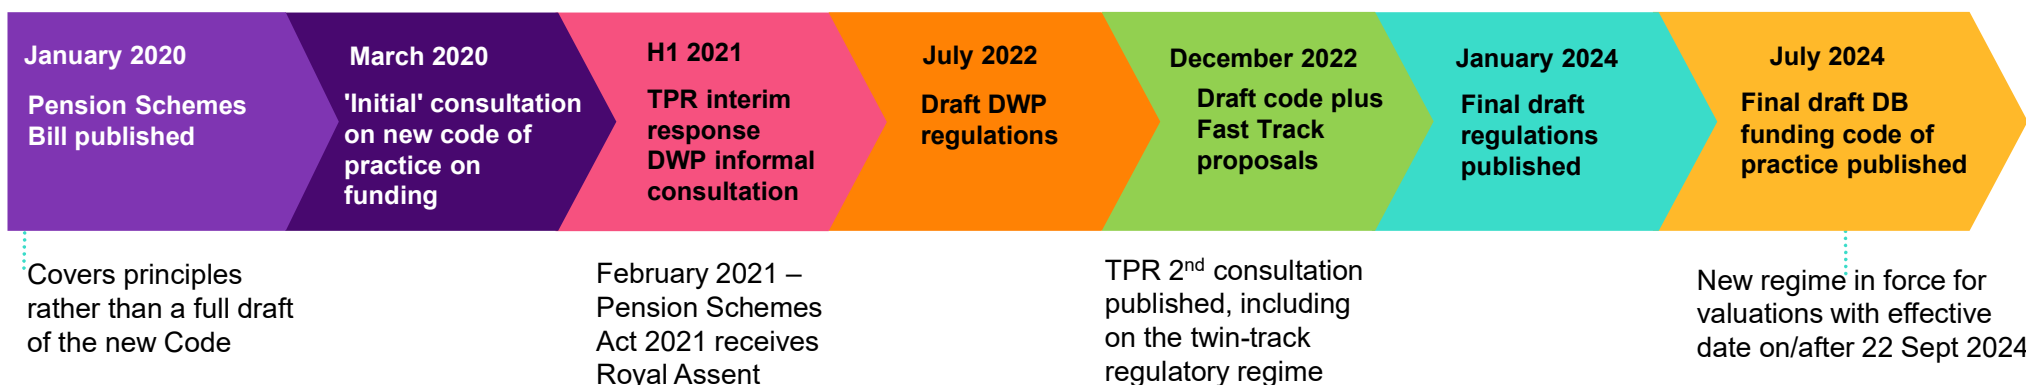 January 2020
Pension Schemes
Bill published
March 2020
'Initial' consultation
on new code of
practice on
funding
H1 2021
TPR interim
response
DWP informal
consultation
July 2022
Draft DWP
regulations
December 2022
Draft code plus
Fast Track
proposals
January 2024
Final draft
regulations
published
July 2024
Final draft DB
funding code of
practice published
Covers principles
rather than a full draft
of the new Code
February 2021 –
Pension Schemes
Act 2021 receives
Royal Assent
TPR 2nd consultation
published, including
on the twin-track
regulatory regime
New regime in force for
valuations with effective
date on/after 22 Sept 2024